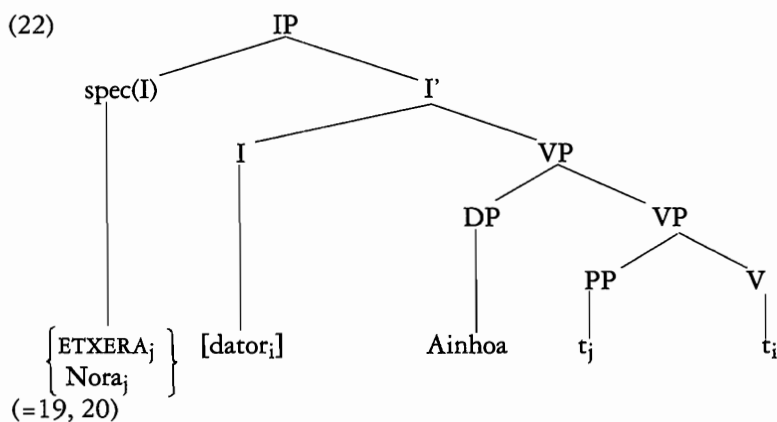 (22) IP
spec(I) I'
I VP
DP VP
PP V
{ ETXERAj } [datori] Ainhoa tj ti
Noraj
(=19, 20)